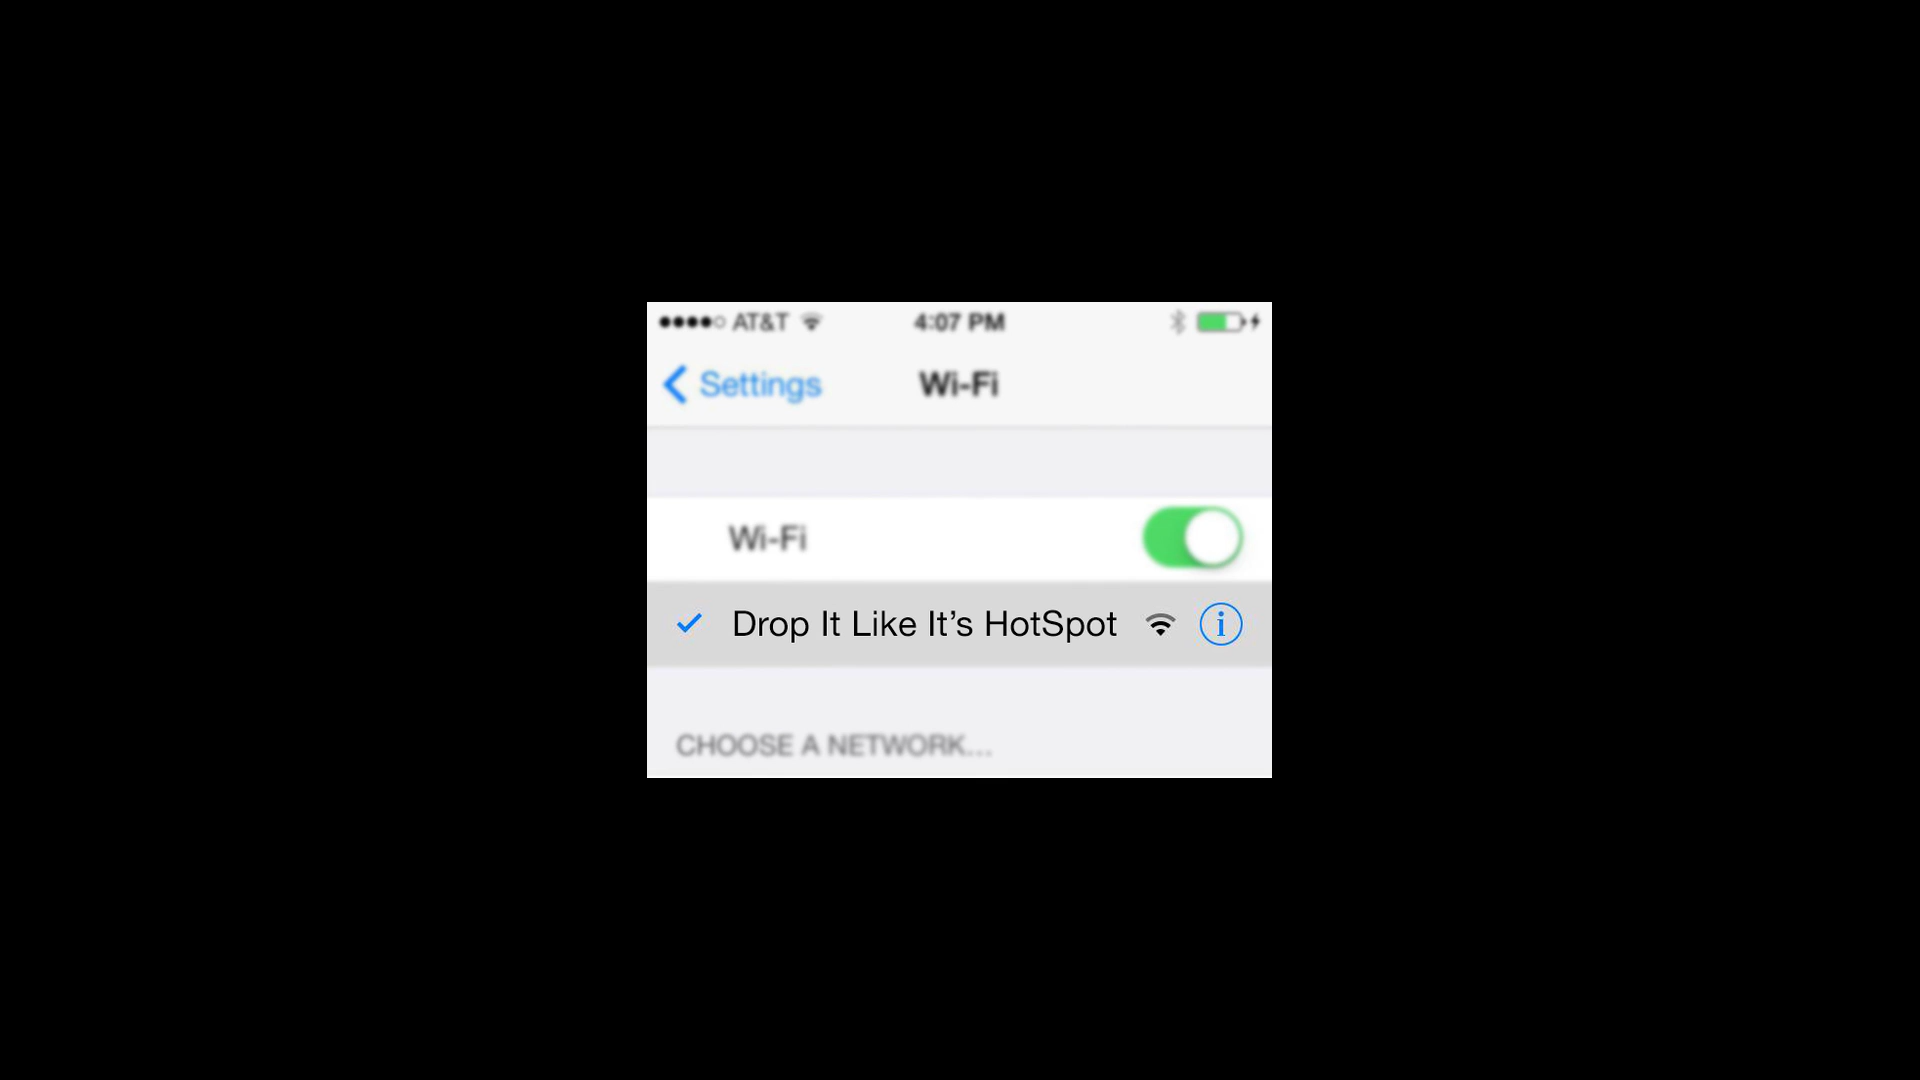 AT&T 4:07 PM
Settings Wi-Fi
Wi-Fi
Drop It Like It’s HotSpot
CHOOSE A NETWORK...